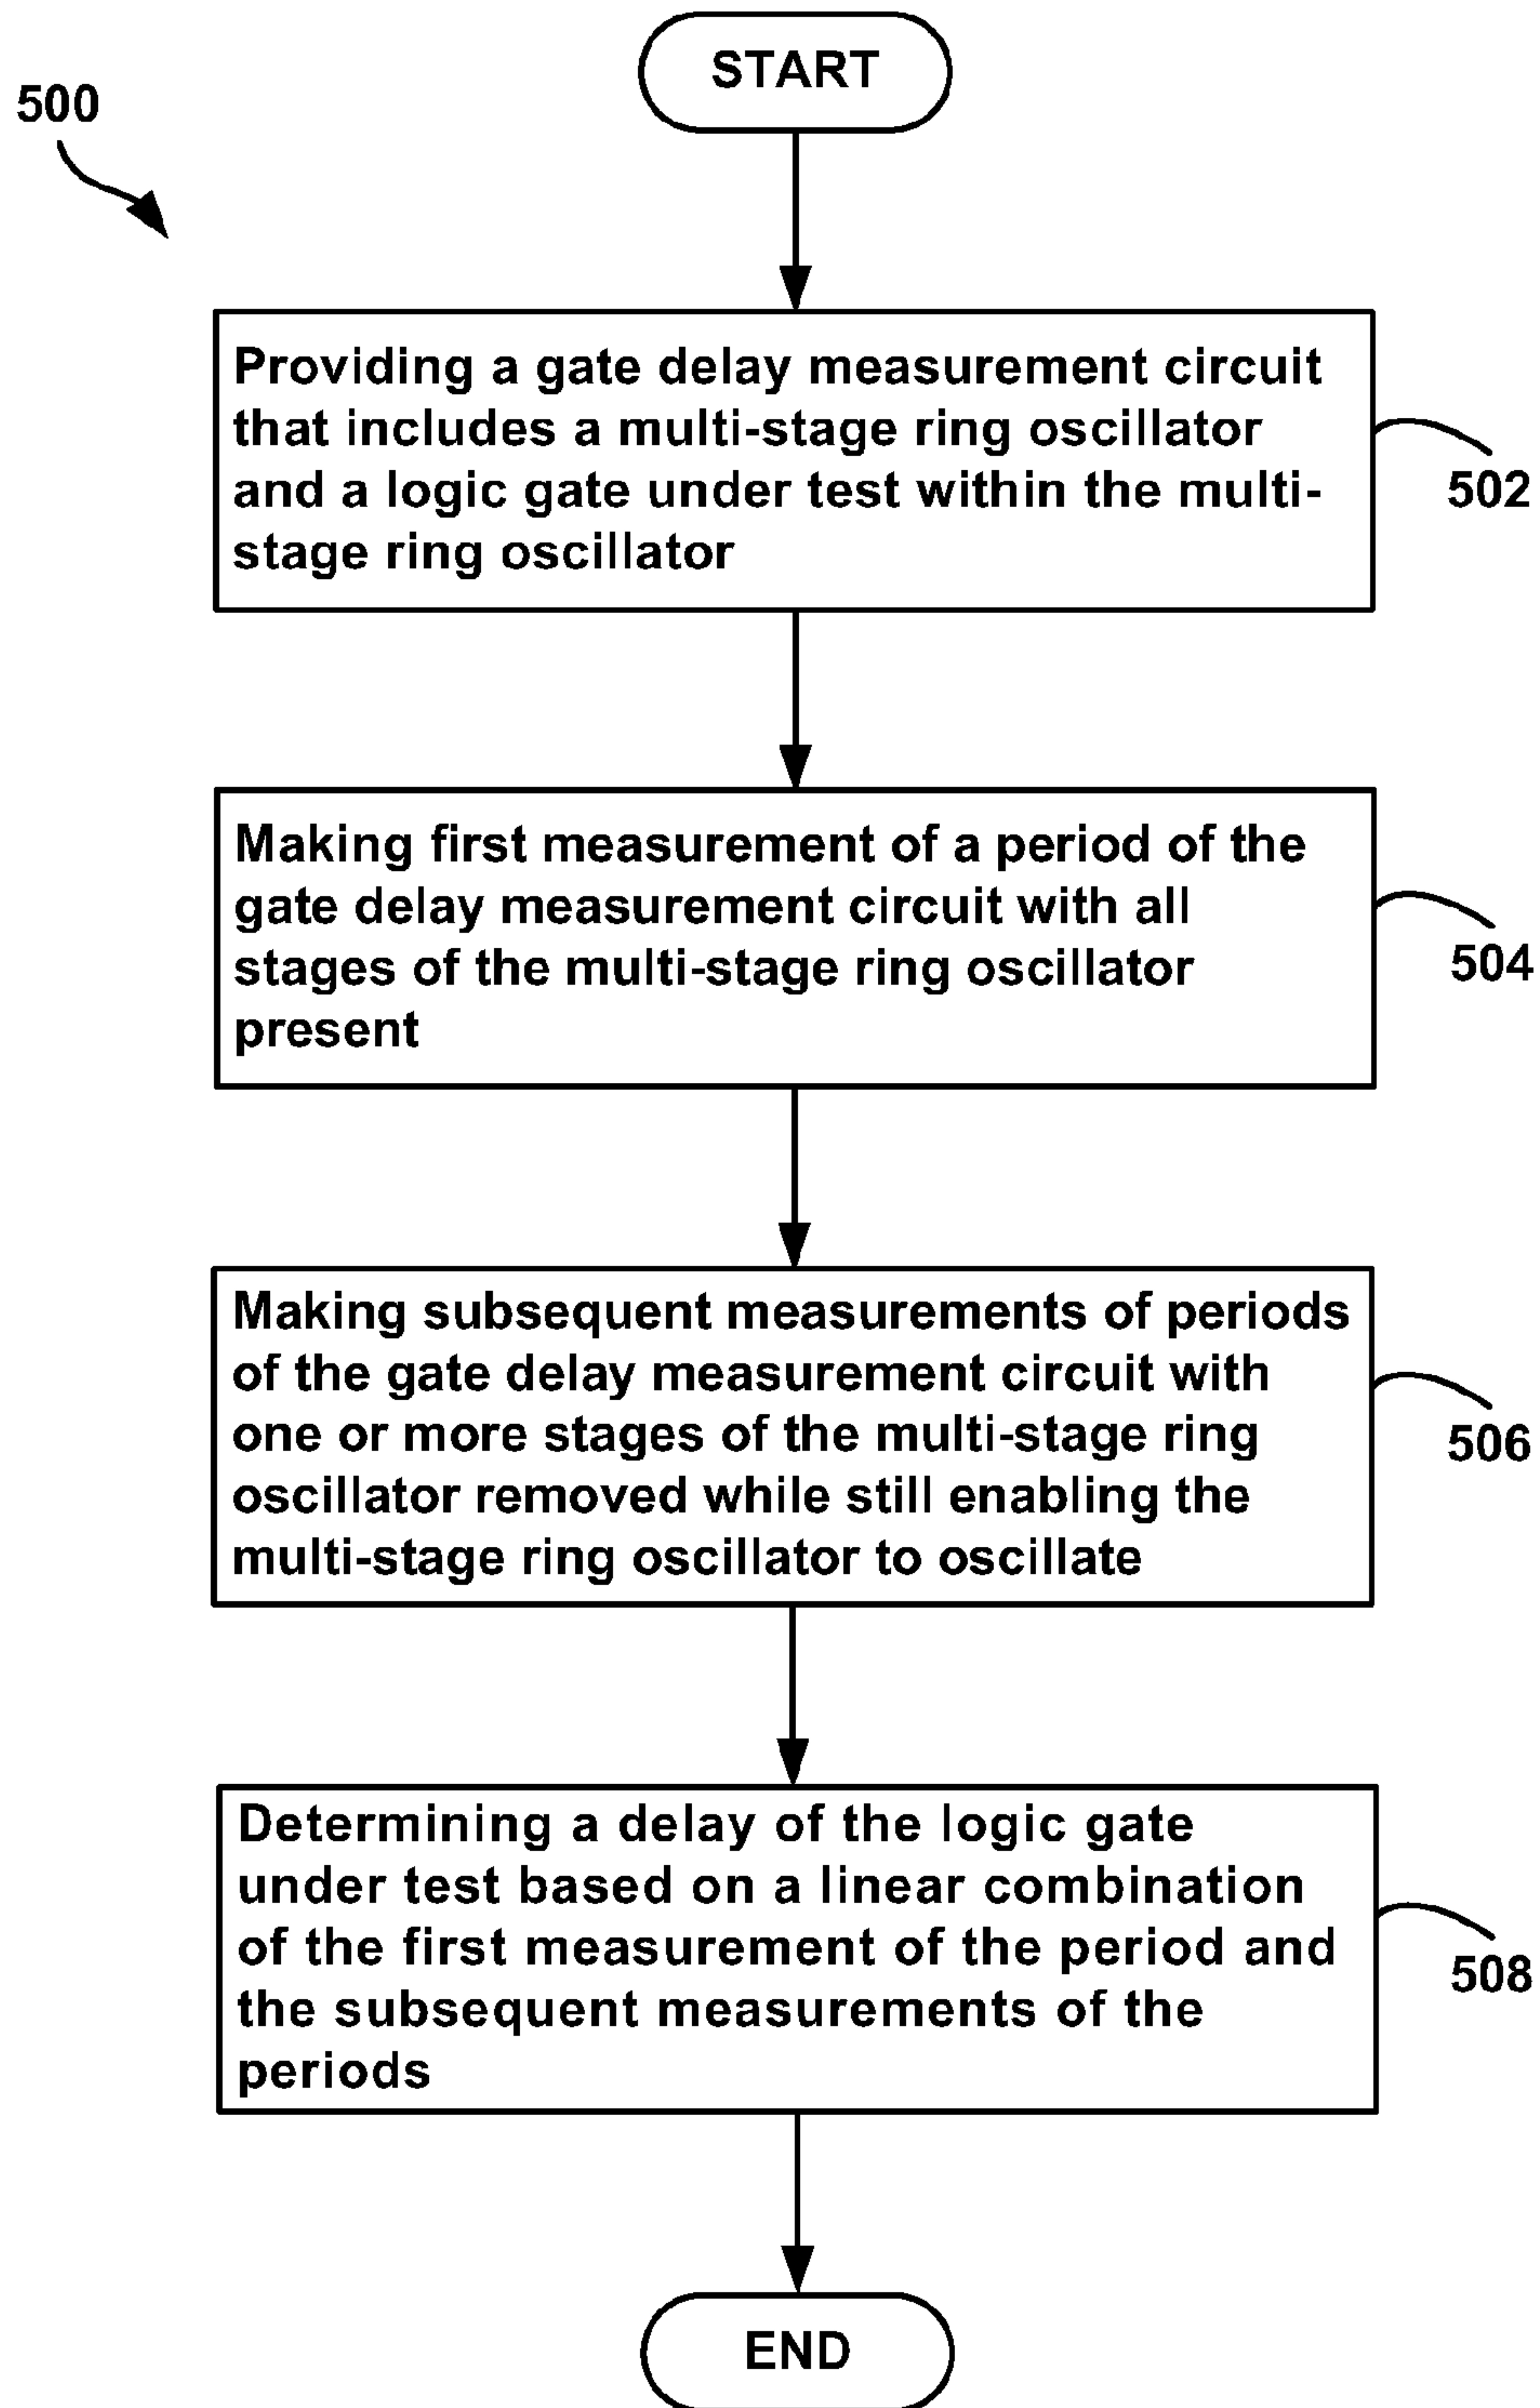 START
500
Providing a gate delay measurement circuit
that includes a multi-stage ring oscillator
and a logic gate under test within the multi-
stage ring oscillator
502
Making first measurement of a period of the
gate delay measurement circuit with all
stages of the multi-stage ring oscillator
present
504
Making subsequent measurements of periods
of the gate delay measurement circuit with
one or more stages of the multi-stage ring
oscillator removed while still enabling the
multi-stage ring oscillator to oscillate
506
Determining a delay of the logic gate
under test based on a linear combination
of the first measurement of the period and
the subsequent measurements of the
periods
508
END